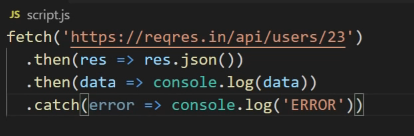 JS script.js
fetch('https://reqres.in/api/users/23')
  .then(res => res.json())
  .then(data => console.log(data))
  .catch(error => console.log('ERROR'))